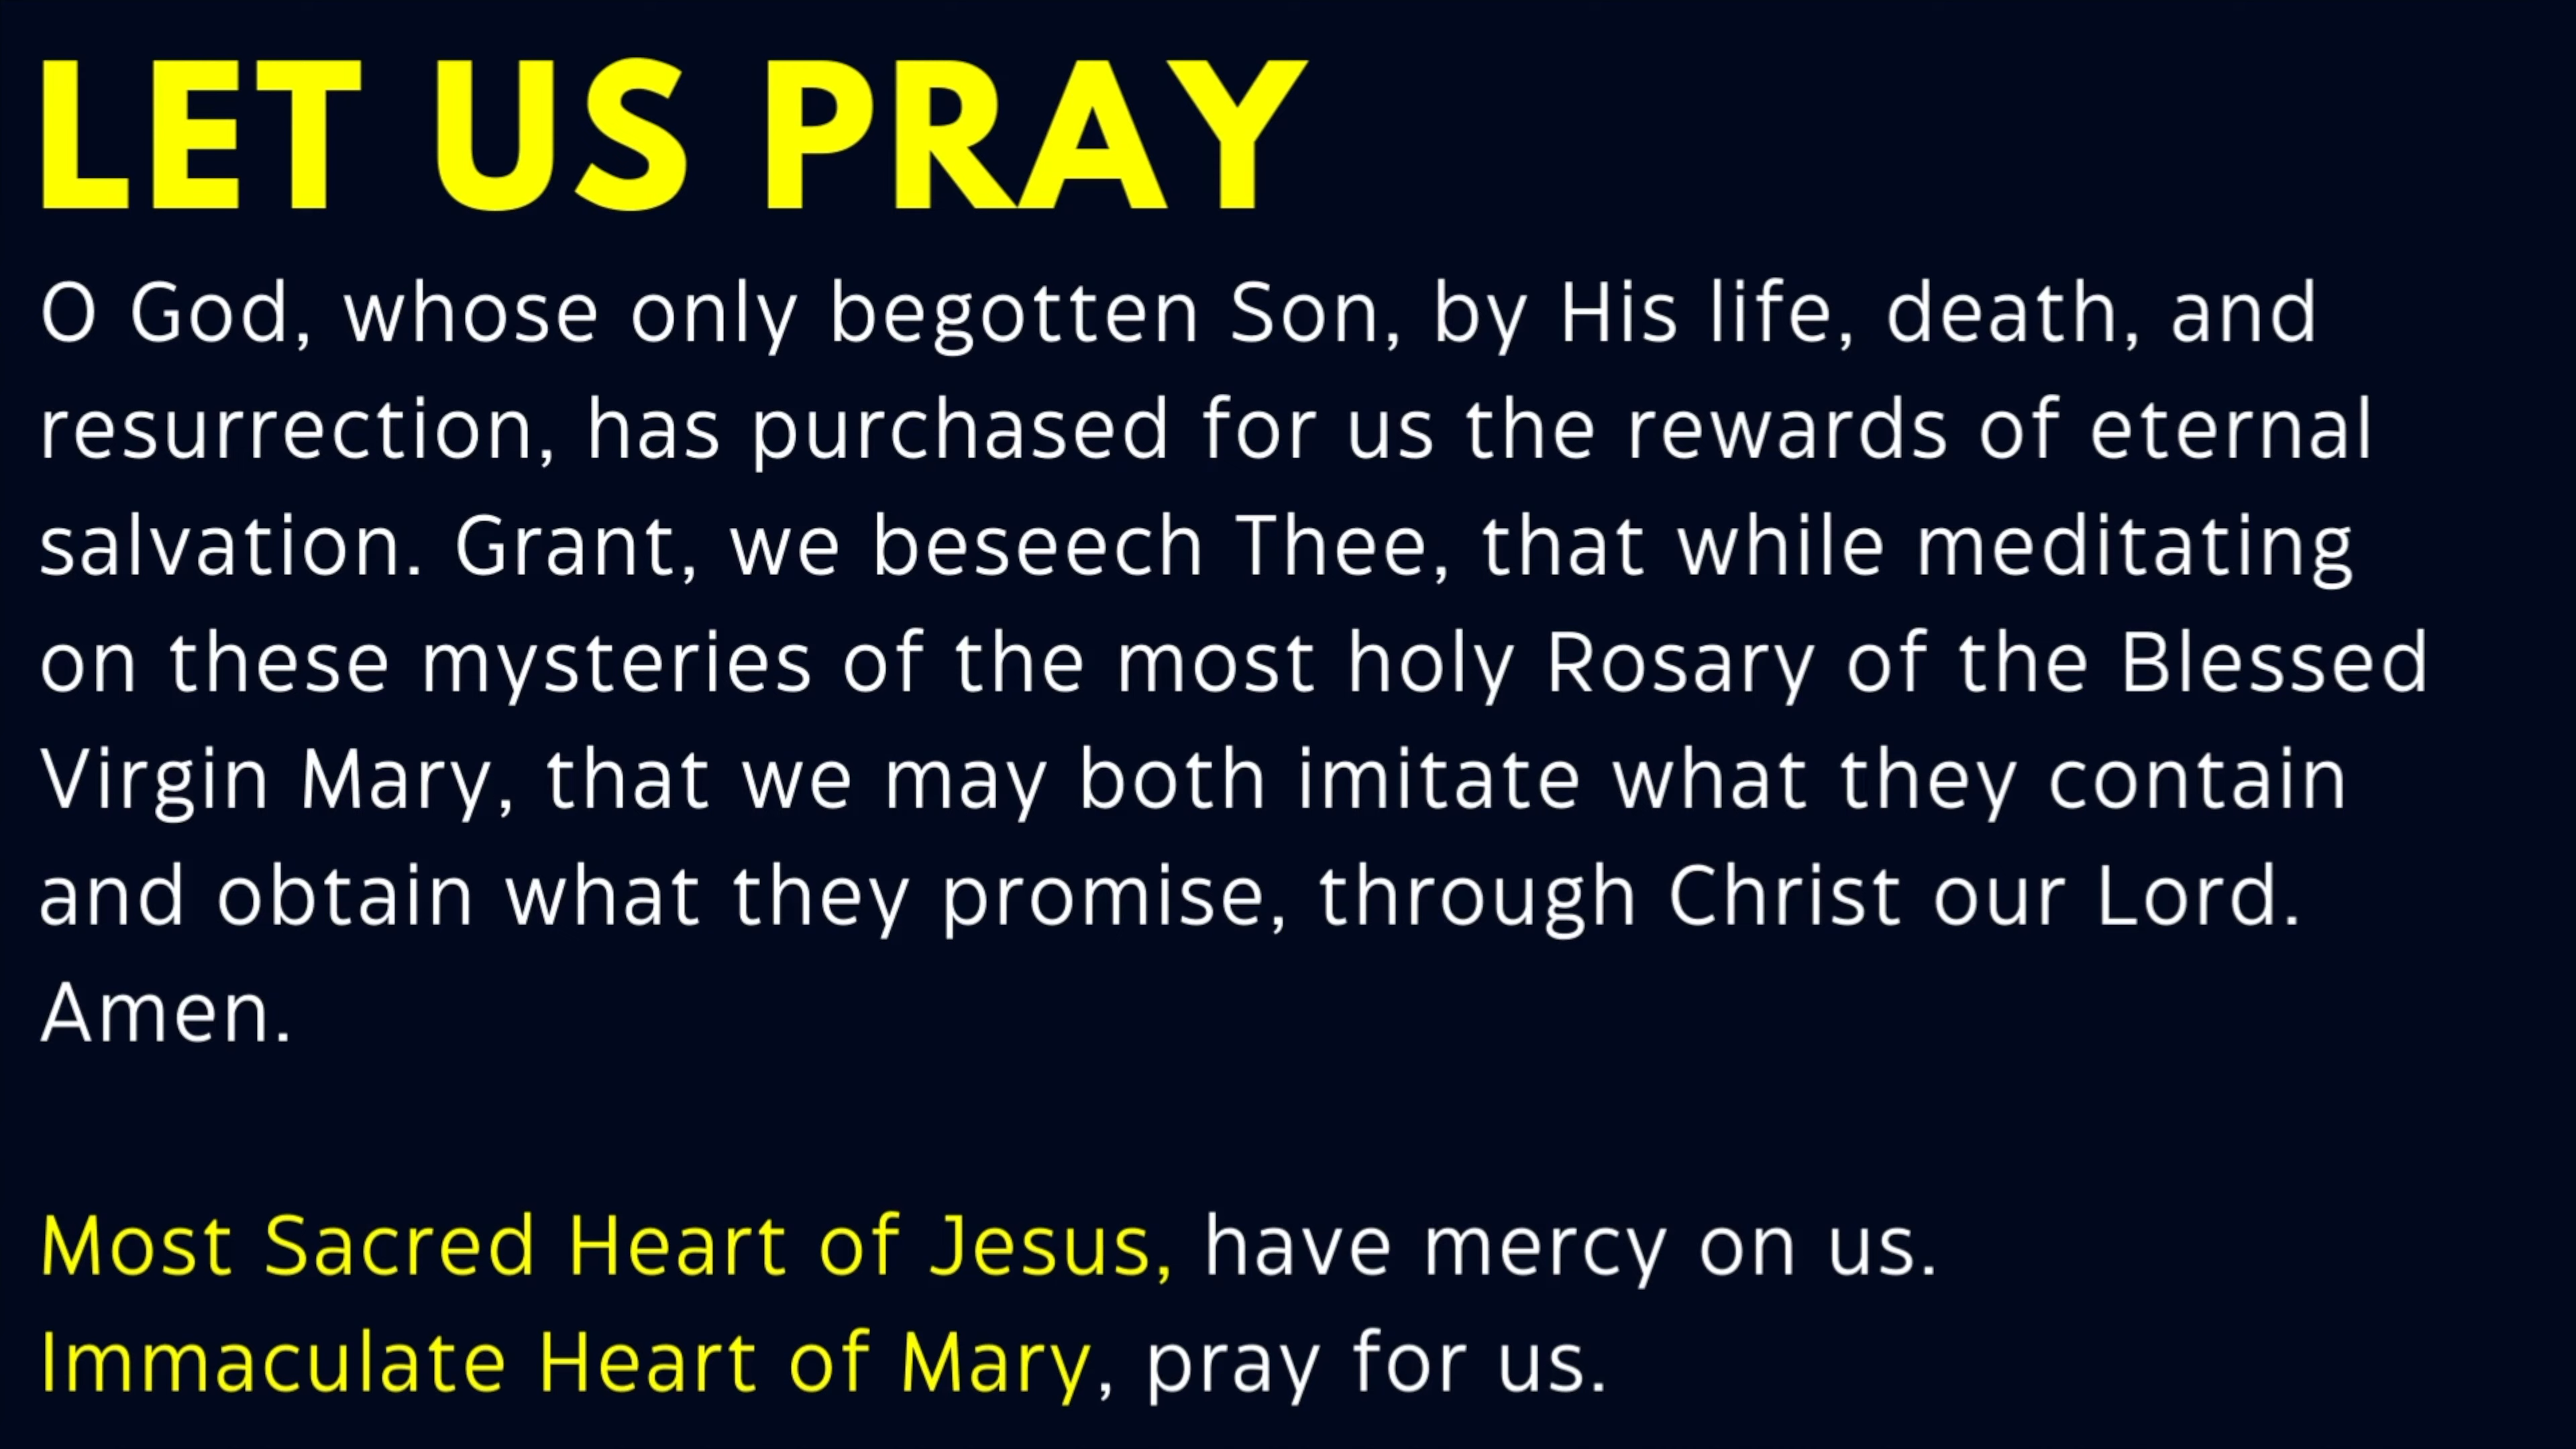 LET US PRAY
O God, whose only begotten Son, by His life, death, and
resurrection, has purchased for us the rewards of eternal
salvation. Grant, we beseech Thee, that while meditating
on these mysteries of the most holy Rosary of the Blessed
Virgin Mary, that we may both imitate what they contain
and obtain what they promise, through Christ our Lord.
Amen.
Most Sacred Heart of Jesus, have mercy on us.
Immaculate Heart of Mary, pray for us.